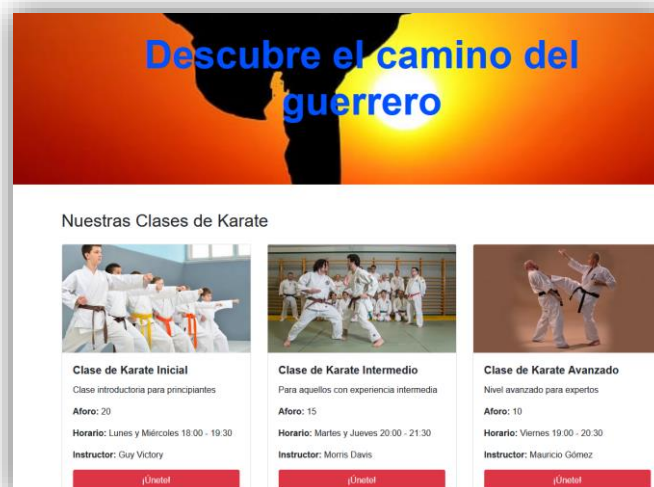 Descubre el camino del
guerrero
Nuestras Clases de Karate
Clase de Karate Inicial
Clase introductoria para principiantes
Aforo: 20
Horario: Lunes y Miércoles 18:00 - 19:30
Instructor: Guy Victory
¡Únete!
Clase de Karate Intermedio
Para aquellos con experiencia intermedia
Aforo: 15
Horario: Martes y Jueves 20:00 - 21:30
Instructor: Morris Davis
¡Únete!
Clase de Karate Avanzado
Nivel avanzado para expertos
Aforo: 10
Horario: Viernes 19:00 - 20:30
Instructor: Mauricio Gómez
¡Únete!